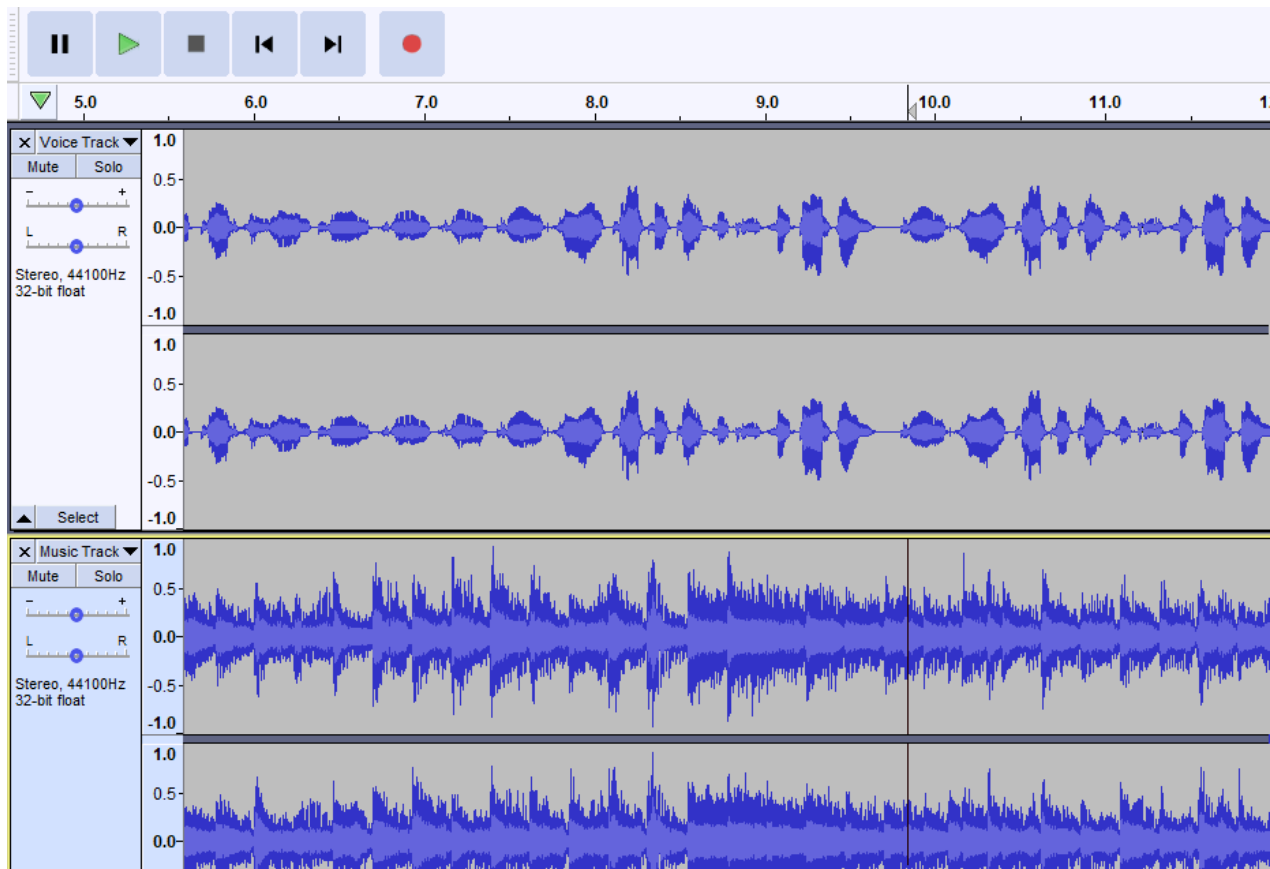 5.0 6.0 7.0 8.0 9.0 10.0 11.0 1.
Voice Track
1.0
Mute Solo
0.5
- +
L R
0.0
Stereo, 44100Hz
32-bit float
-0.5
-1.0
1.0
0.5
0.0
-0.5
Select
-1.0
Music Track
1.0
Mute Solo
0.5
- +
L R
0.0
Stereo, 44100Hz
32-bit float
-0.5
-1.0
1.0
0.5
0.0